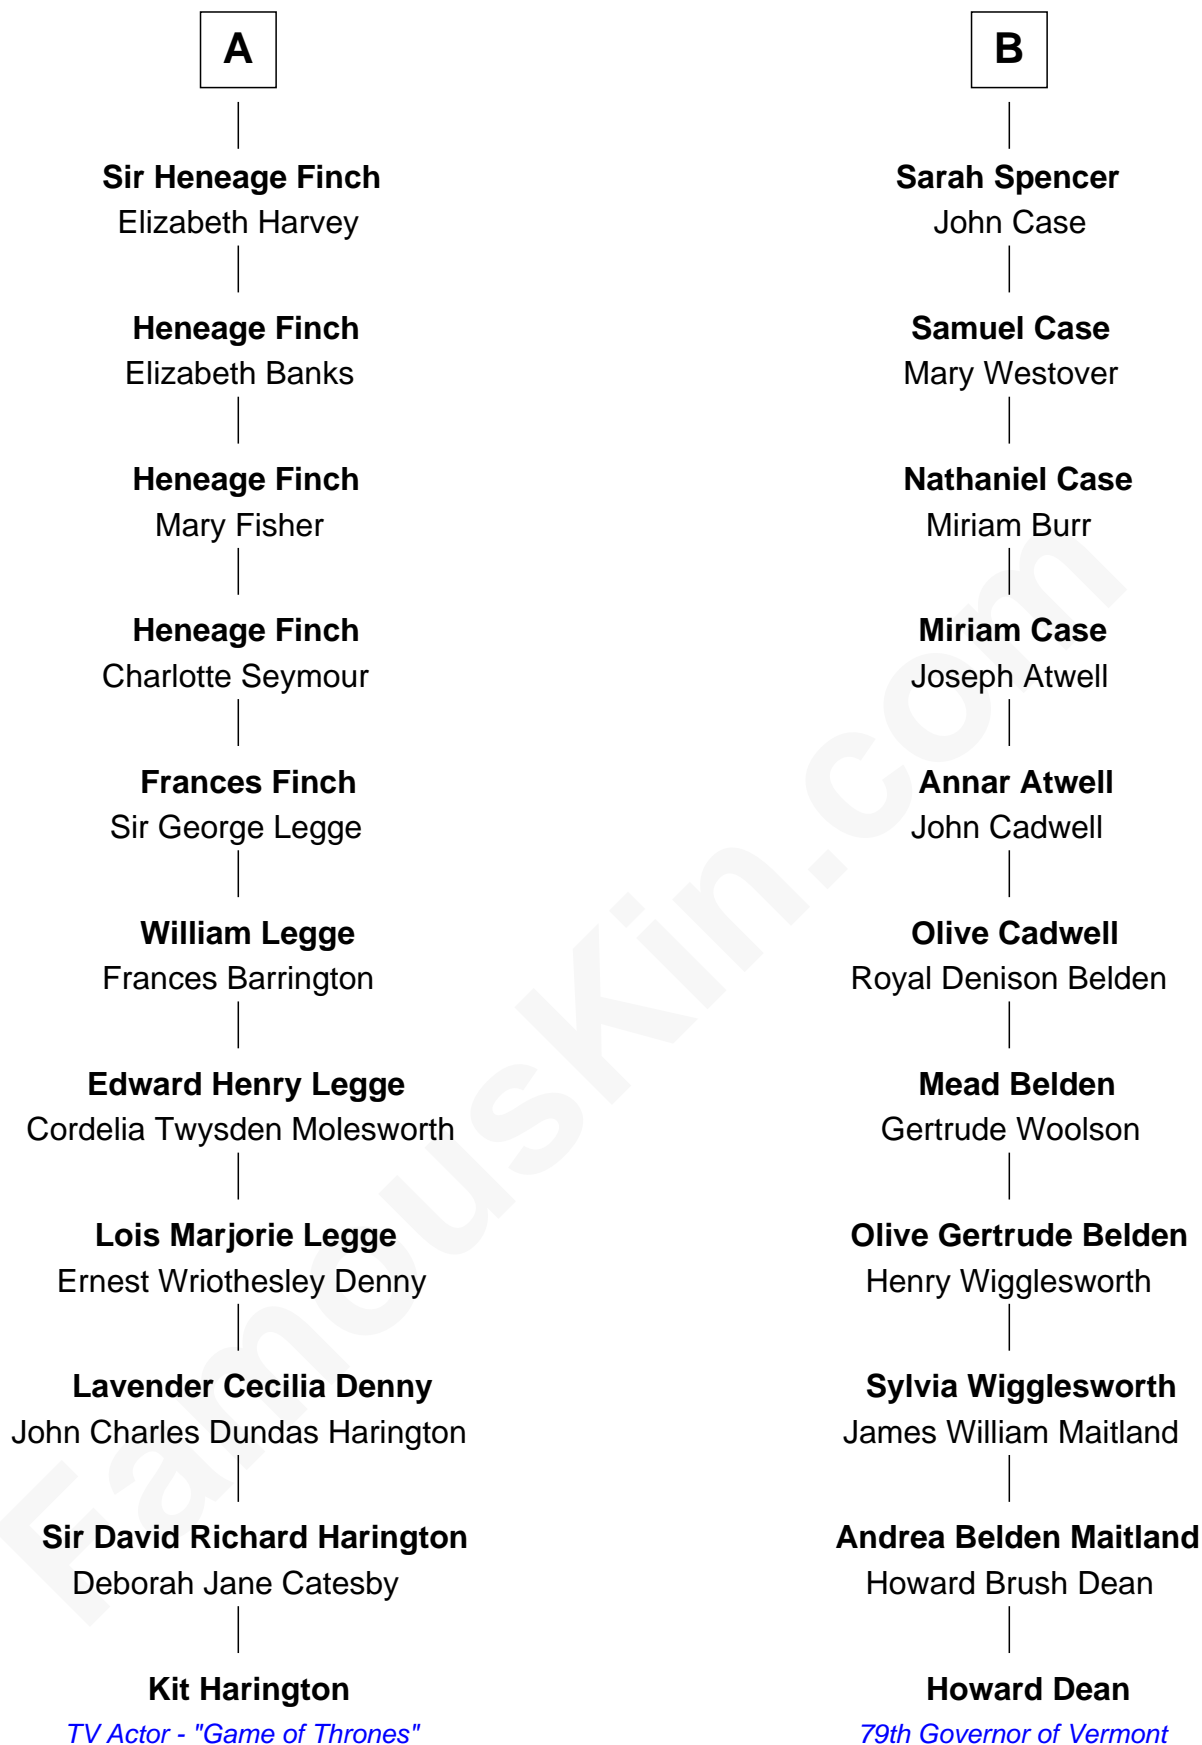 A
Sir Heneage Finch
Elizabeth Harvey
Heneage Finch
Elizabeth Banks
Heneage Finch
Mary Fisher
Heneage Finch
Charlotte Seymour
Frances Finch
Sir George Legge
William Legge
Frances Barrington
Edward Henry Legge
Cordelia Twysden Molesworth
Lois Marjorie Legge
Ernest Wriothesley Denny
Lavender Cecilia Denny
John Charles Dundas Harington
Sir David Richard Harington
Deborah Jane Catesby
Kit Harington
TV Actor - "Game of Thrones"
B
Sarah Spencer
John Case
Samuel Case
Mary Westover
Nathaniel Case
Miriam Burr
Miriam Case
Joseph Atwell
Annar Atwell
John Cadwell
Olive Cadwell
Royal Denison Belden
Mead Belden
Gertrude Woolson
Olive Gertrude Belden
Henry Wigglesworth
Sylvia Wigglesworth
James William Maitland
Andrea Belden Maitland
Howard Brush Dean
Howard Dean
79th Governor of Vermont
FamousKin.com